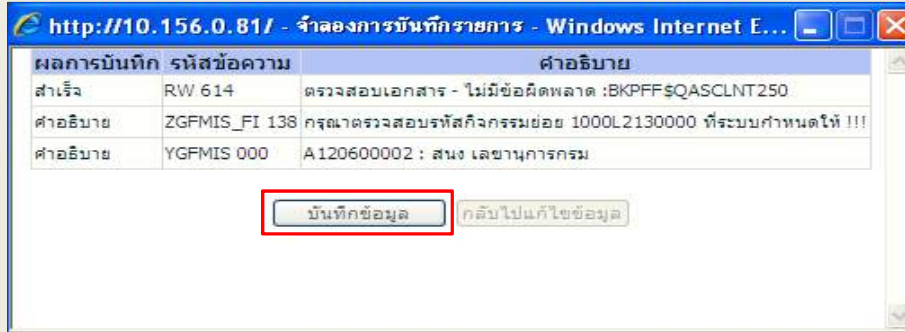 http://10.156.0.81/ - จำลองการบันทึกรายการ - Windows Internet E...
ผลการบันทึก รหัสข้อความ คำอธิบาย
สำเร็จ RW 614 ตรวจสอบเอกสาร - ไม่มีข้อผิดพลาด :BKPFF$QASCLNT250
คำอธิบาย ZGFMIS_FI 138 กรุณาตรวจสอบรหัสกิจกรรมย่อย 1000L2130000 ที่ระบบกำหนดให้ !!!
คำอธิบาย YGFMIS 000 A120600002 : สนง เลขานุการกรม
บันทึกข้อมูล กลับไปแก้ไขข้อมูล